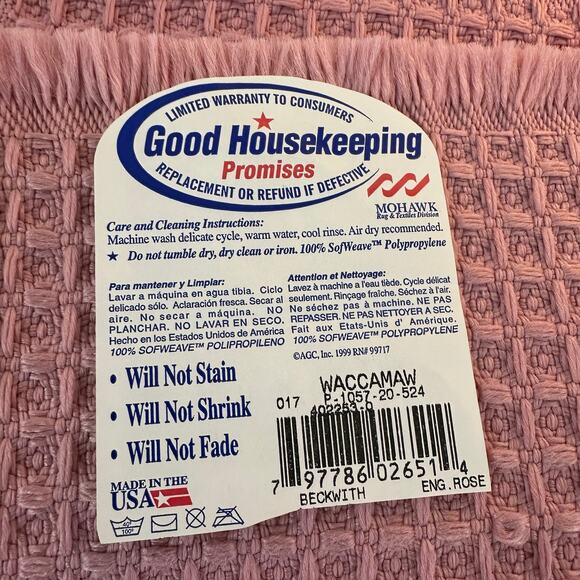 LIMITED WARRANTY TO CONSUMERS
Good Housekeeping
Promises
REPLACEMENT OR REFUND IF DEFECTIVE
MOHAWK
Rug & Textiles Division
Care and Cleaning Instructions:
Machine wash delicate cycle, warm water, cool rinse. Air dry recommended.
★ Do not tumble dry, dry clean or iron. 100% SofWeave™ Polypropylene
Para mantener y Limpiar:
Lavar a máquina en agua tibia. Ciclo
delicado sólo. Aclaración fresca. Secar al
aire. No secar a máquina. NO
PLANCHAR. NO LAVAR EN SECO.
Hecho en los Estados Unidos de América
100% SOFWEAVE™ POLIPROPILENO
Attention et Nettoyage:
Lavez à machine a l'eau tiède. Cycle délicat
seulement. Rinçage fraîche. Séchez à l'air.
Ne séchez pas à machine. NE PAS
REPASSER. NE PAS NETTOYER A SEC.
Fait aux Etats-Unis d' Amérique.
100% SOFWEAVE™ POLYPROPYLENE
©AGC, Inc. 1999 RN# 99717
• Will Not Stain
• Will Not Shrink
• Will Not Fade
MADE IN THE
USA
40°
100°
WACCAMAW
017 P-1057-20-524
402253-0
7 97786 02651 4
BECKWITH ENG.ROSE